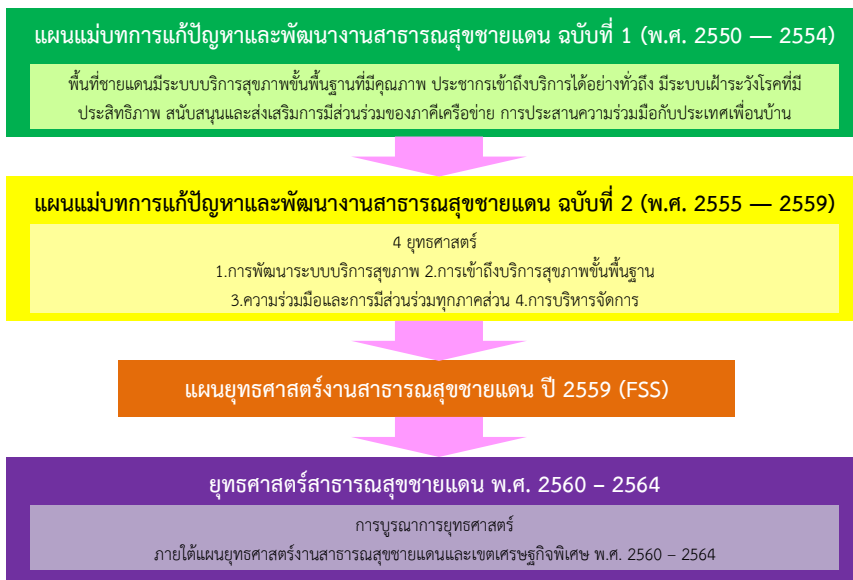 แผนแม่บทการแก้ปัญหาและพัฒนางานสาธารณสุขชายแดน ฉบับที่ 1 (พ.ศ. 2550 — 2554)
พื้นที่ชายแดนมีระบบบริการสุขภาพขั้นพื้นฐานที่มีคุณภาพ ประชากรเข้าถึงบริการได้อย่างทั่วถึง มีระบบเฝ้าระวังโรคที่มี
ประสิทธิภาพ สนับสนุนและส่งเสริมการมีส่วนร่วมของภาคีเครือข่าย การประสานความร่วมมือกับประเทศเพื่อนบ้าน
แผนแม่บทการแก้ปัญหาและพัฒนางานสาธารณสุขชายแดน ฉบับที่ 2 (พ.ศ. 2555 — 2559)
4 ยุทธศาสตร์
1.การพัฒนาระบบบริการสุขภาพ 2.การเข้าถึงบริการสุขภาพขั้นพื้นฐาน
3.ความร่วมมือและการมีส่วนร่วมทุกภาคส่วน 4.การบริหารจัดการ
แผนยุทธศาสตร์งานสาธารณสุขชายแดน ปี 2559 (FSS)
ยุทธศาสตร์สาธารณสุขชายแดน พ.ศ. 2560 – 2564
การบูรณาการยุทธศาสตร์
ภายใต้แผนยุทธศาสตร์งานสาธารณสุขชายแดนและเขตเศรษฐกิจพิเศษ พ.ศ. 2560 – 2564